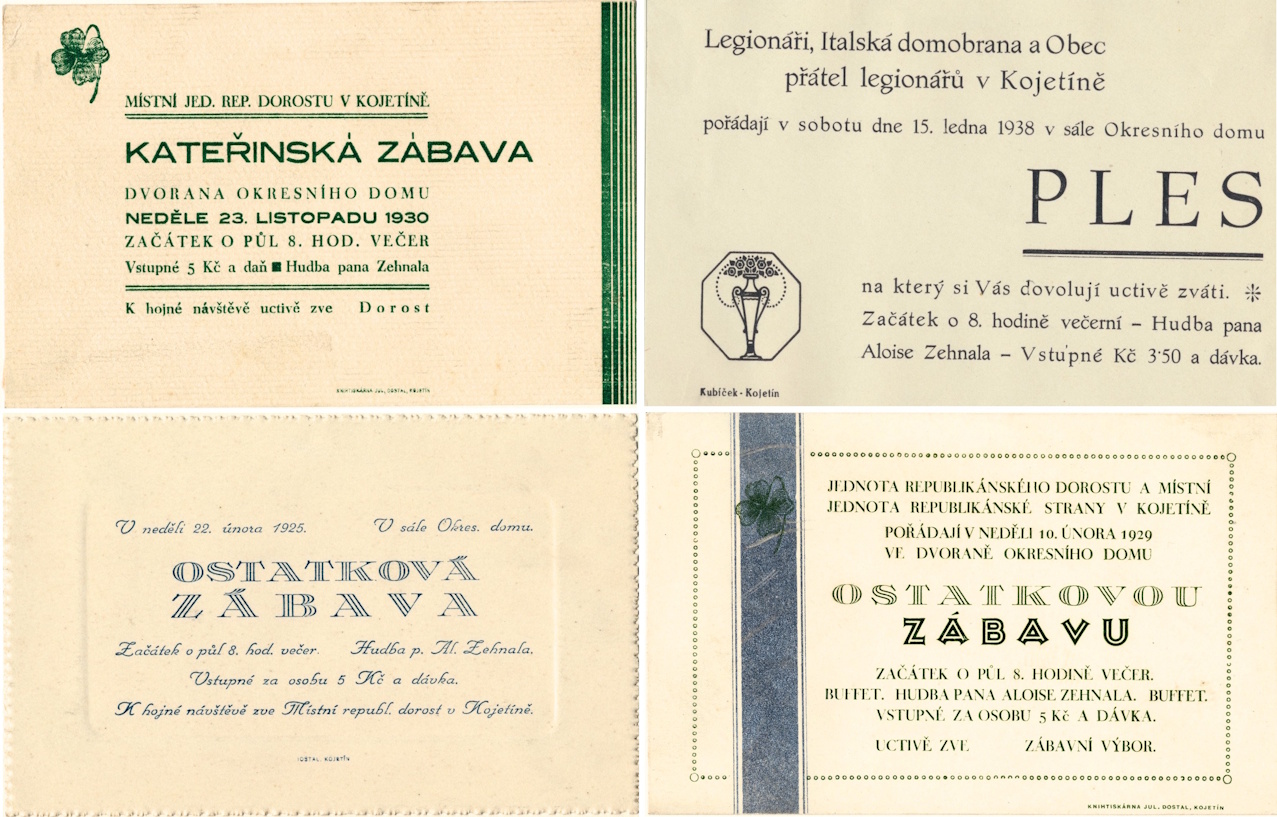 MÍSTNÍ JED. REP. DOROSTU V KOJETÍNĚ
KATEŘINSKÁ ZÁBAVA
DVORANA OKRESNÍHO DOMU
NEDĚLE 23. LISTOPADU 1930
ZAČÁTEK O PŮL 8. HOD. VEČER
Vstupné 5 Kč a daň ■ Hudba pana Zehnala
K hojné návštěvě uctivě zve Dorost
KNIHTISKÁRNA JUL. DOSTAL, KOJETÍN
Legionáři, Italská domobrana a Obec
přátel legionářů v Kojetíně
pořádají v sobotu dne 15. ledna 1938 v sále Okresního domu
PLES
na který si Vás dovolují uctivě zváti.
Začátek o 8. hodině večerní – Hudba pana
Aloise Zehnala – Vstupné Kč 3·50 a dávka.
Kubíček - Kojetín
V neděli 22. února 1925. V sále Okres. domu.
OSTATKOVÁ
ZÁBAVA
Začátek o půl 8. hod. večer. Hudba p. Al. Zehnala.
Vstupné za osobu 5 Kč a dávka.
K hojné návštěvě zve Místní republ. dorost v Kojetíně.
DOSTAL, KOJETÍN
JEDNOTA REPUBLIKÁNSKÉHO DOROSTU A MÍSTNÍ
JEDNOTA REPUBLIKÁNSKÉ STRANY V KOJETÍNĚ
POŘÁDAJÍ V NEDĚLI 10. ÚNORA 1929
VE DVORANĚ OKRESNÍHO DOMU
OSTATKOVOU
ZÁBAVU
ZAČÁTEK O PŮL 8. HODINĚ VEČER.
BUFFET. HUDBA PANA ALOISE ZEHNALA. BUFFET.
VSTUPNÉ ZA OSOBU 5 Kč A DÁVKA.
UCTIVĚ ZVE ZÁBAVNÍ VÝBOR.
KNIHTISKÁRNA JUL. DOSTAL, KOJETÍN